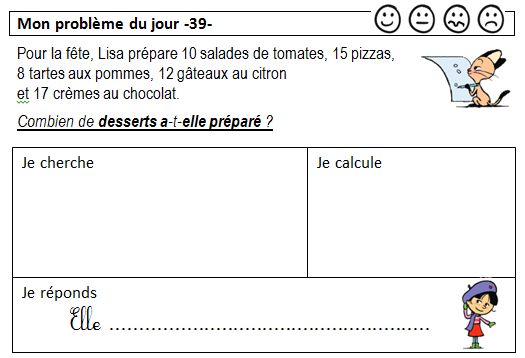 Mon problème du jour -39-
Pour la fête, Lisa prépare 10 salades de tomates, 15 pizzas,
8 tartes aux pommes, 12 gâteaux au citron
et 17 crèmes au chocolat.
Combien de desserts a-t-elle préparé ?
Je cherche
Je calcule
Je réponds
Elle ........................................................